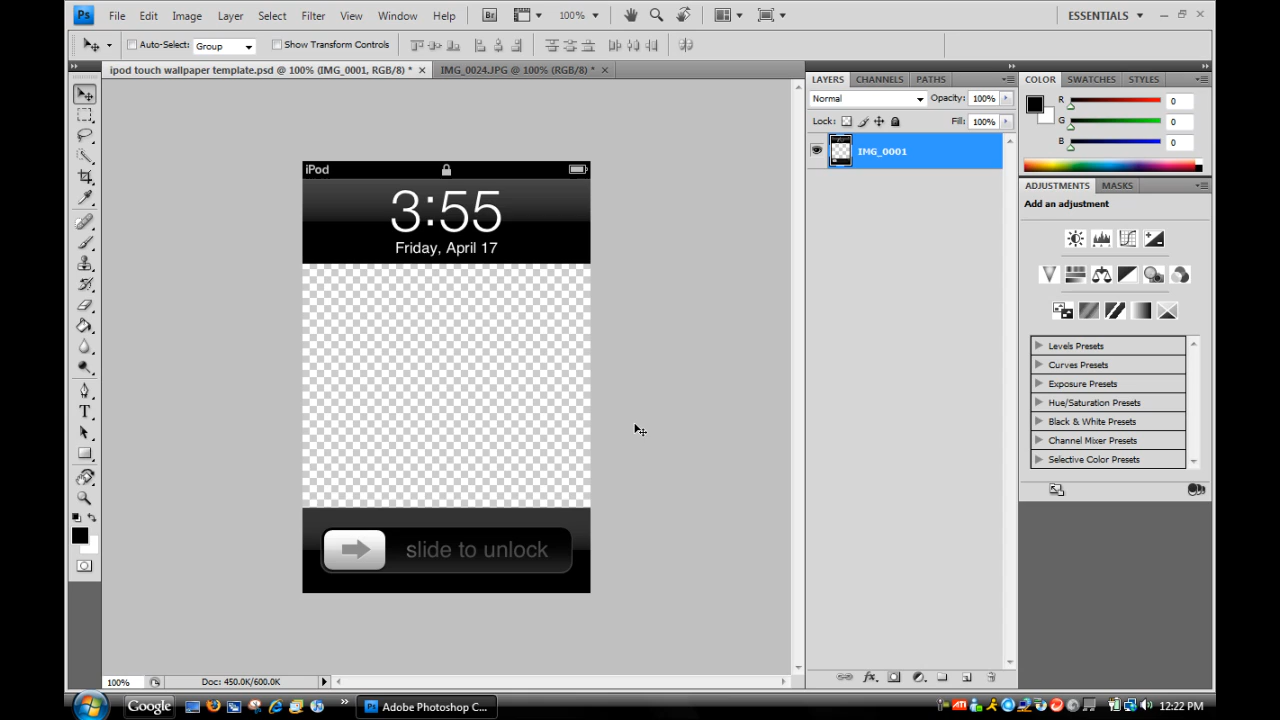 Ps File Edit Image Layer Select Filter View Window Help Br 100% ESSENTIALS
Auto-Select: Group Show Transform Controls
ipod touch wallpaper template.psd @ 100% (IMG_0001, RGB/8) * IMG_0024.JPG @ 100% (RGB/8) *
LAYERS CHANNELS PATHS
Normal Opacity: 100%
Lock: Fill: 100%
IMG_0001
COLOR SWATCHES STYLES
R 0
G 0
B 0
ADJUSTMENTS MASKS
Add an adjustment
Levels Presets
Curves Presets
Exposure Presets
Hue/Saturation Presets
Black & White Presets
Channel Mixer Presets
Selective Color Presets
iPod
3:55
Friday, April 17
slide to unlock
T
fx
100% Doc: 450.0K/600.0K
Google Ps Adobe Photoshop C... ATI 12:22 PM